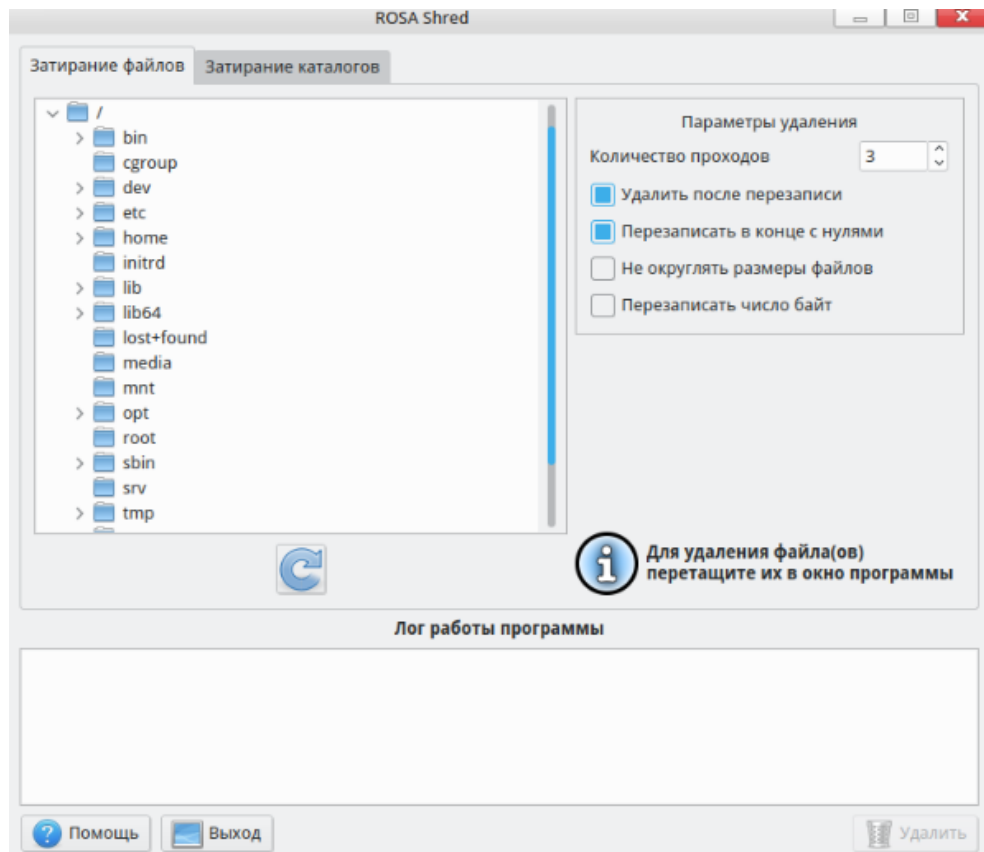 ROSA Shred
Затирание файлов
Затирание каталогов
/
bin
cgroup
dev
etc
home
initrd
lib
lib64
lost+found
media
mnt
opt
root
sbin
srv
tmp
Параметры удаления
Количество проходов 3
Удалить после перезаписи
Перезаписать в конце с нулями
Не округлять размеры файлов
Перезаписать число байт
Для удаления файла(ов)
перетащите их в окно программы
Лог работы программы
Помощь
Выход
Удалить